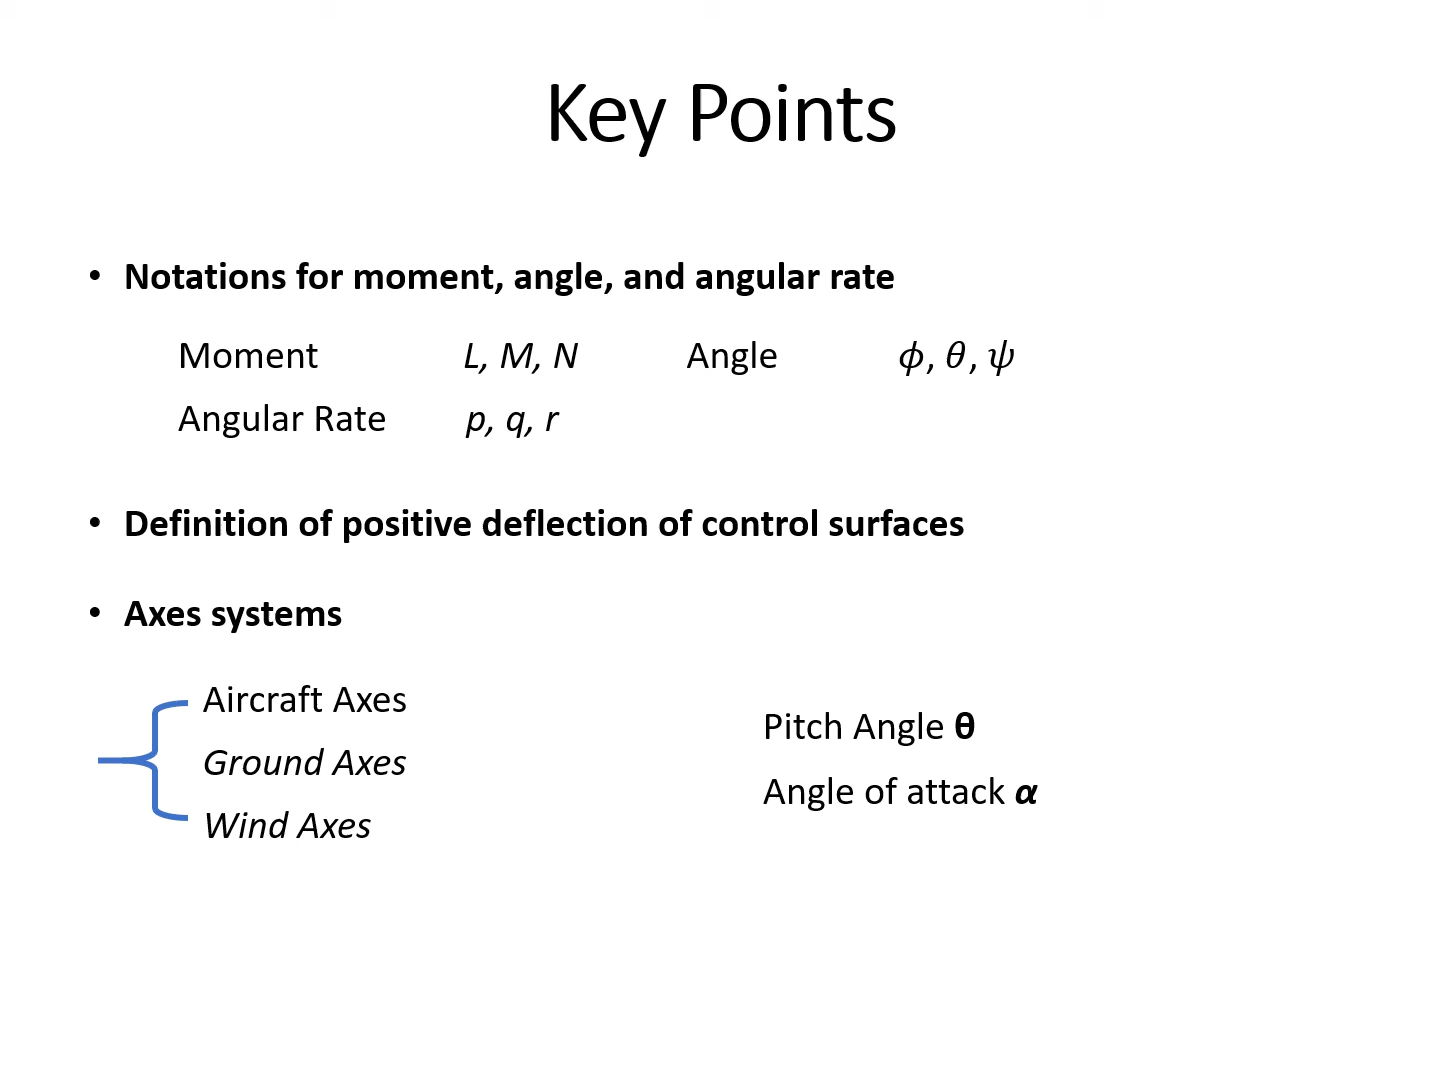 Key Points
• Notations for moment, angle, and angular rate
Moment L, M, N Angle ϕ, θ, ψ
Angular Rate p, q, r
• Definition of positive deflection of control surfaces
• Axes systems
Aircraft Axes
Ground Axes
Wind Axes
Pitch Angle θ
Angle of attack α